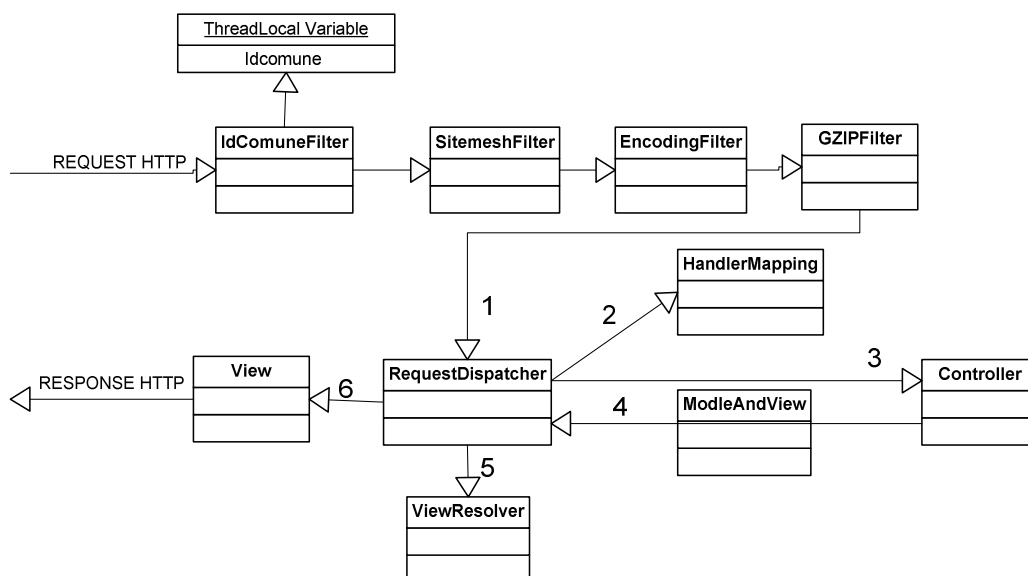 ThreadLocal Variable
Idcomune
IdComuneFilter
SitemeshFilter
EncodingFilter
GZIPFilter
REQUEST HTTP
HandlerMapping
1
2
3
View
RequestDispatcher
Controller
RESPONSE HTTP
6
4
ModleAndView
5
ViewResolver